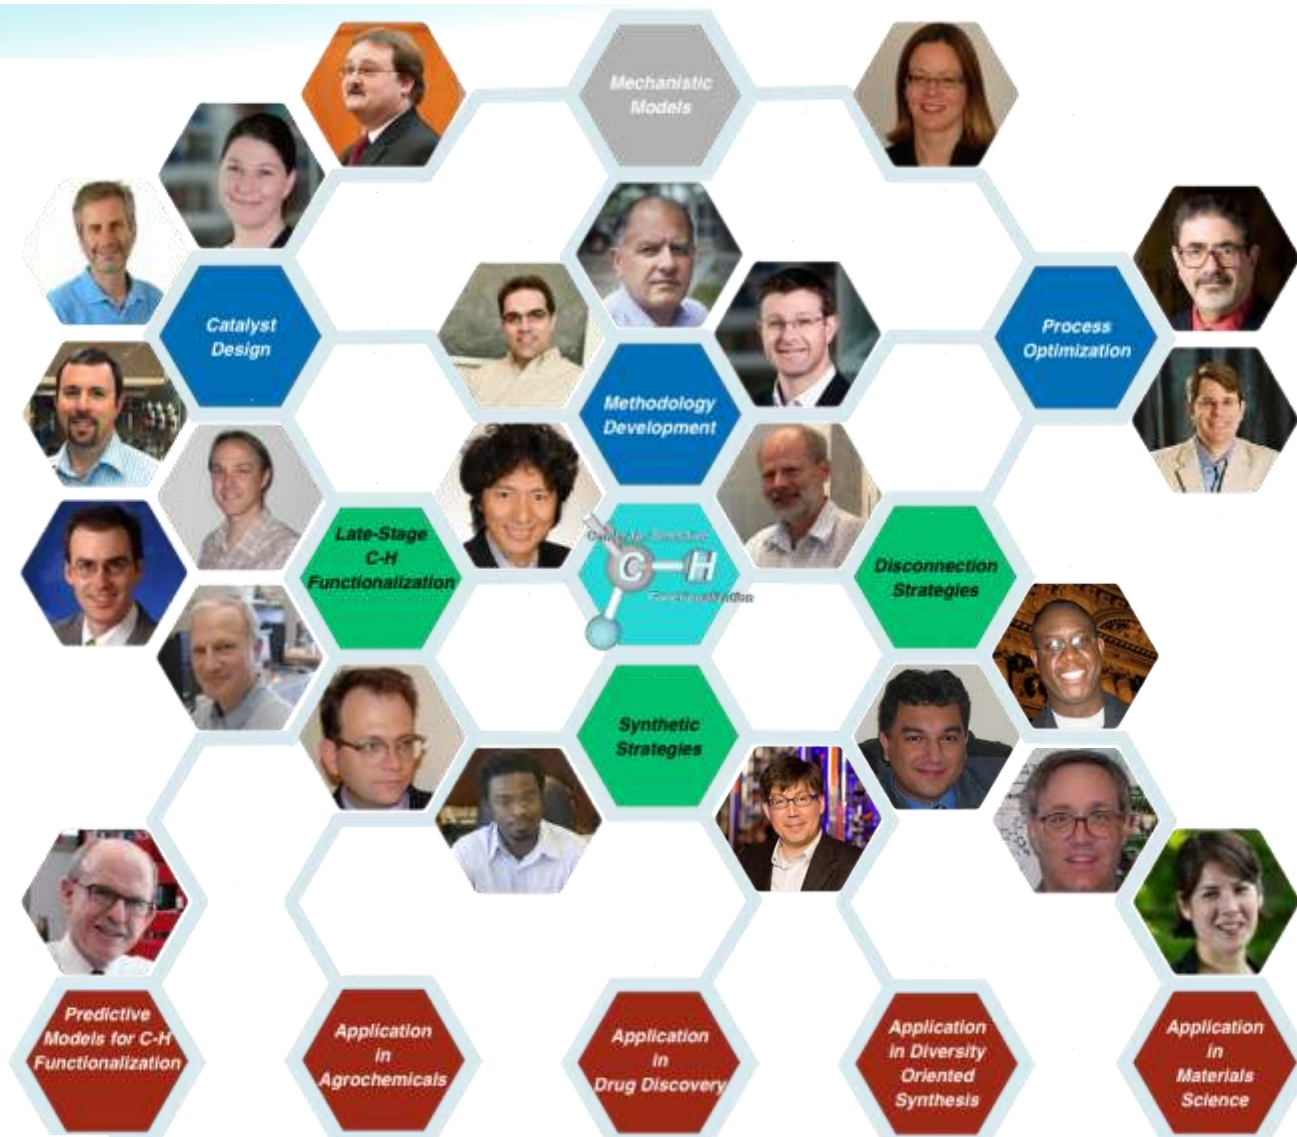 Mechanistic
Models
Catalyst
Design
Process
Optimization
Methodology
Development
Late-Stage
C-H
Functionalization
C
H
Functionalization
Disconnection
Strategies
Synthetic
Strategies
Predictive
Models for C-H
Functionalization
Application
in
Agrochemicals
Application
in
Drug Discovery
Application
in Diversity
Oriented
Synthesis
Application
in
Materials
Science